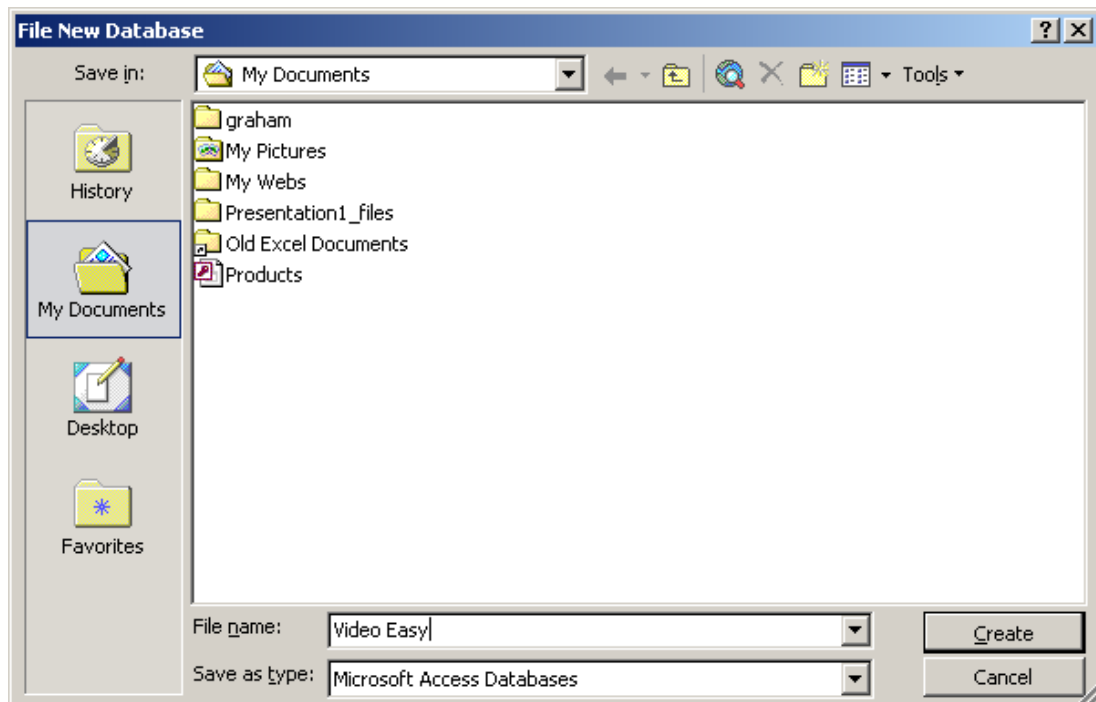 File New Database
Save in:
My Documents
Tools
History
My Documents
Desktop
Favorites
graham
My Pictures
My Webs
Presentation1_files
Old Excel Documents
Products
File name:
Video Easy
Create
Save as type:
Microsoft Access Databases
Cancel